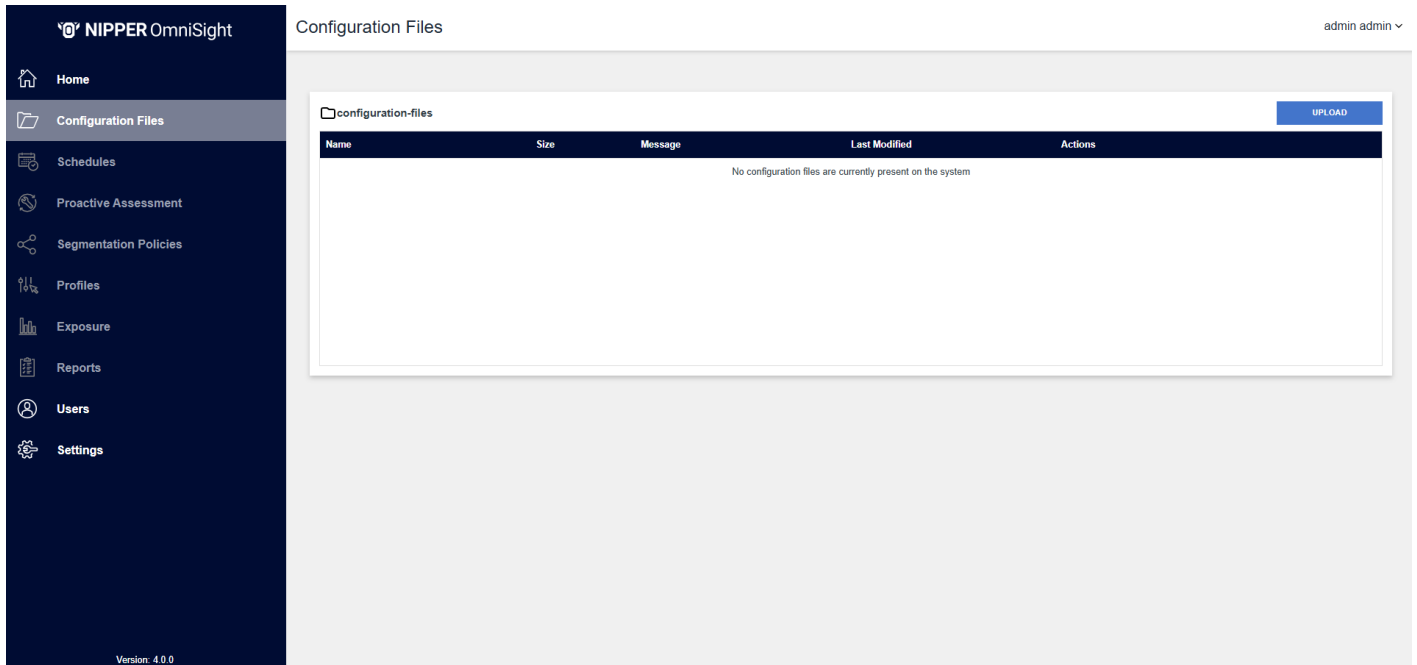 NIPPER OmniSight
Configuration Files
admin admin
Home
Configuration Files
Schedules
Proactive Assessment
Segmentation Policies
Profiles
Exposure
Reports
Users
Settings
Version: 4.0.0
configuration-files
UPLOAD
Name Size Message Last Modified Actions
No configuration files are currently present on the system